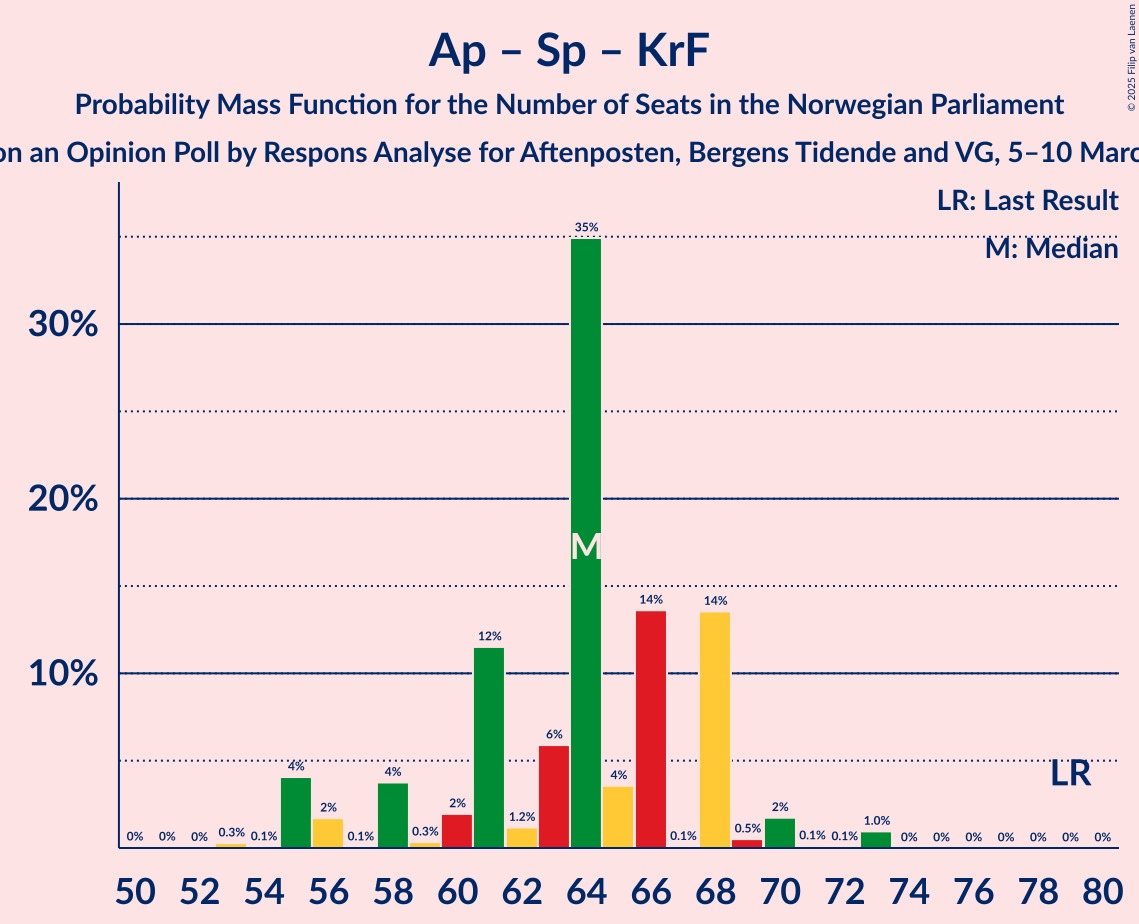 Ap – Sp – KrF
Probability Mass Function for the Number of Seats in the Norwegian Parliament
on an Opinion Poll by Respons Analyse for Aftenposten, Bergens Tidende and VG, 5–10
© 2025 Filip van Laenen
LR: Last Result
M: Median
30%
20%
10%
0% 0% 0% 0.3% 0.1% 4% 2% 0.1% 4% 0.3% 2% 12% 1.2% 6% 35% 4% 14% 0.1% 14% 0.5% 2% 0.1% 0.1% 1.0% 0% 0% 0% 0% 0% 0% 0%
M
LR
50 52 54 56 58 60 62 64 66 68 70 72 74 76 78 80